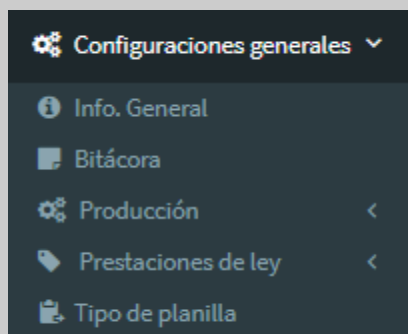 Configuraciones generales
Info. General
Bitácora
Producción
Prestaciones de ley
Tipo de planilla